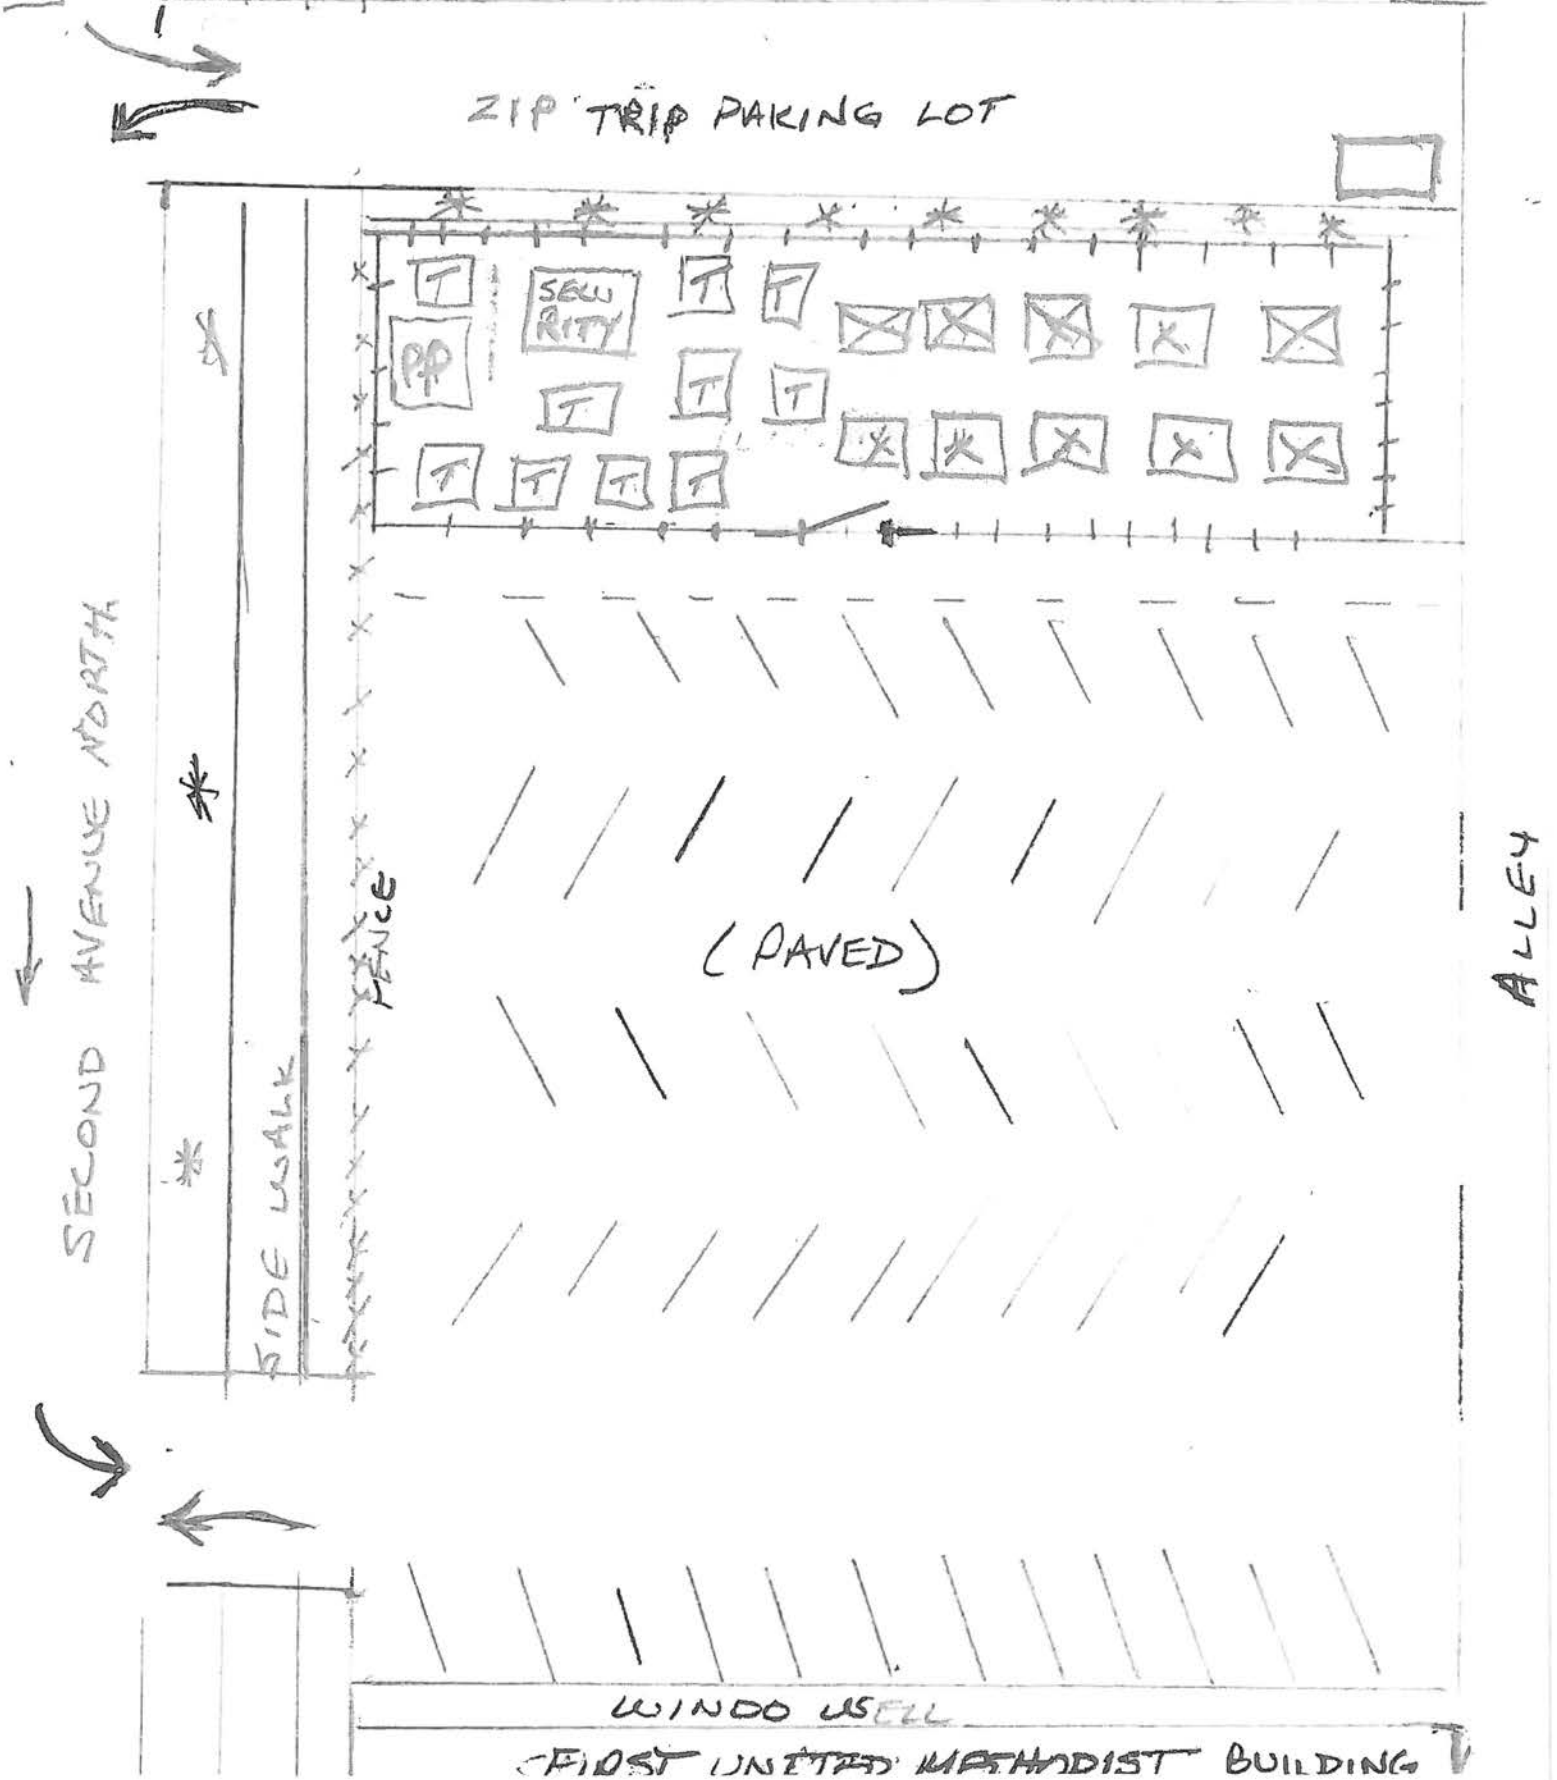 ZIP TRIP PAKING LOT
T
SECU
RITY
T
T
X
X
X
X
X
PP
T
T
T
X
X
X
X
X
T
T
T
T
SECOND AVENUE NORTH
SIDE WALK
FENCE
(PAVED)
ALLEY
WINDO WELL
FIRST UNITED METHODIST BUILDING